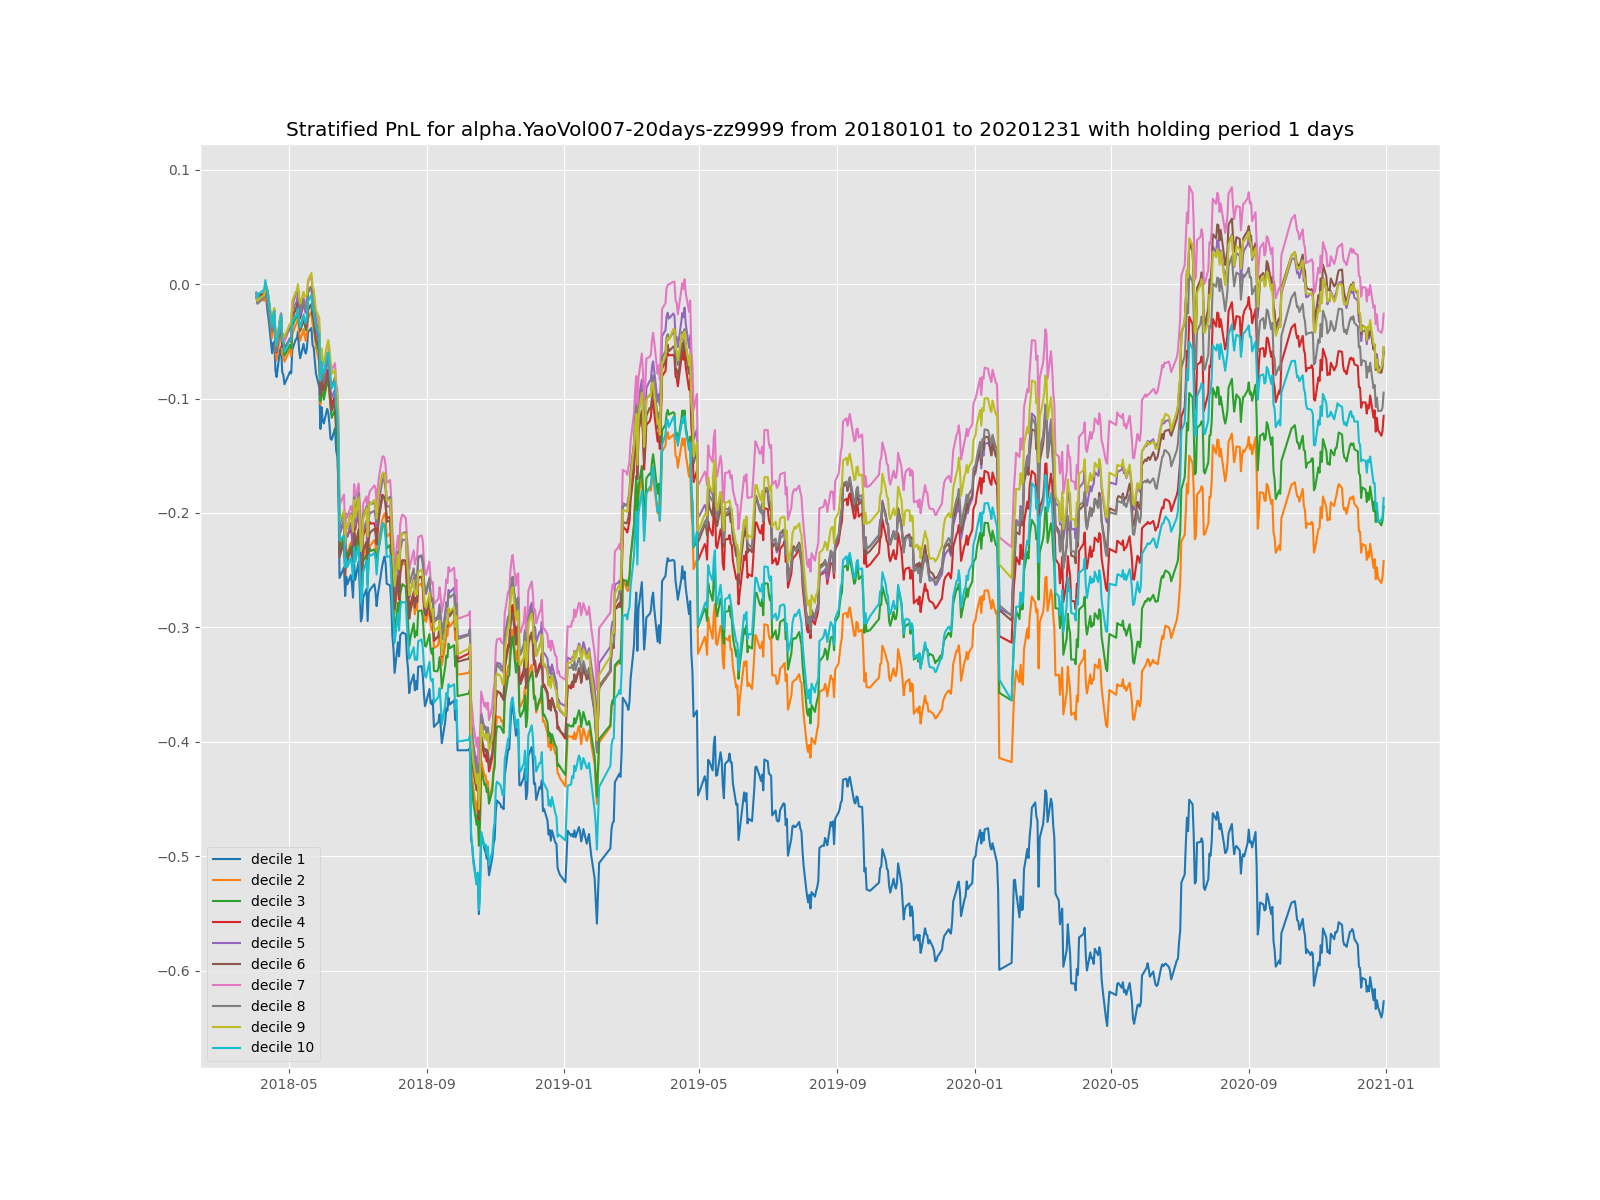 Stratified PnL for alpha.YaoVol007-20days-zz9999 from 20180101 to 20201231 with holding period 1 days
0.1
0.0
−0.1
−0.2
−0.3
−0.4
−0.5
−0.6
decile 1
decile 2
decile 3
decile 4
decile 5
decile 6
decile 7
decile 8
decile 9
decile 10
2018-05 2018-09 2019-01 2019-05 2019-09 2020-01 2020-05 2020-09 2021-01